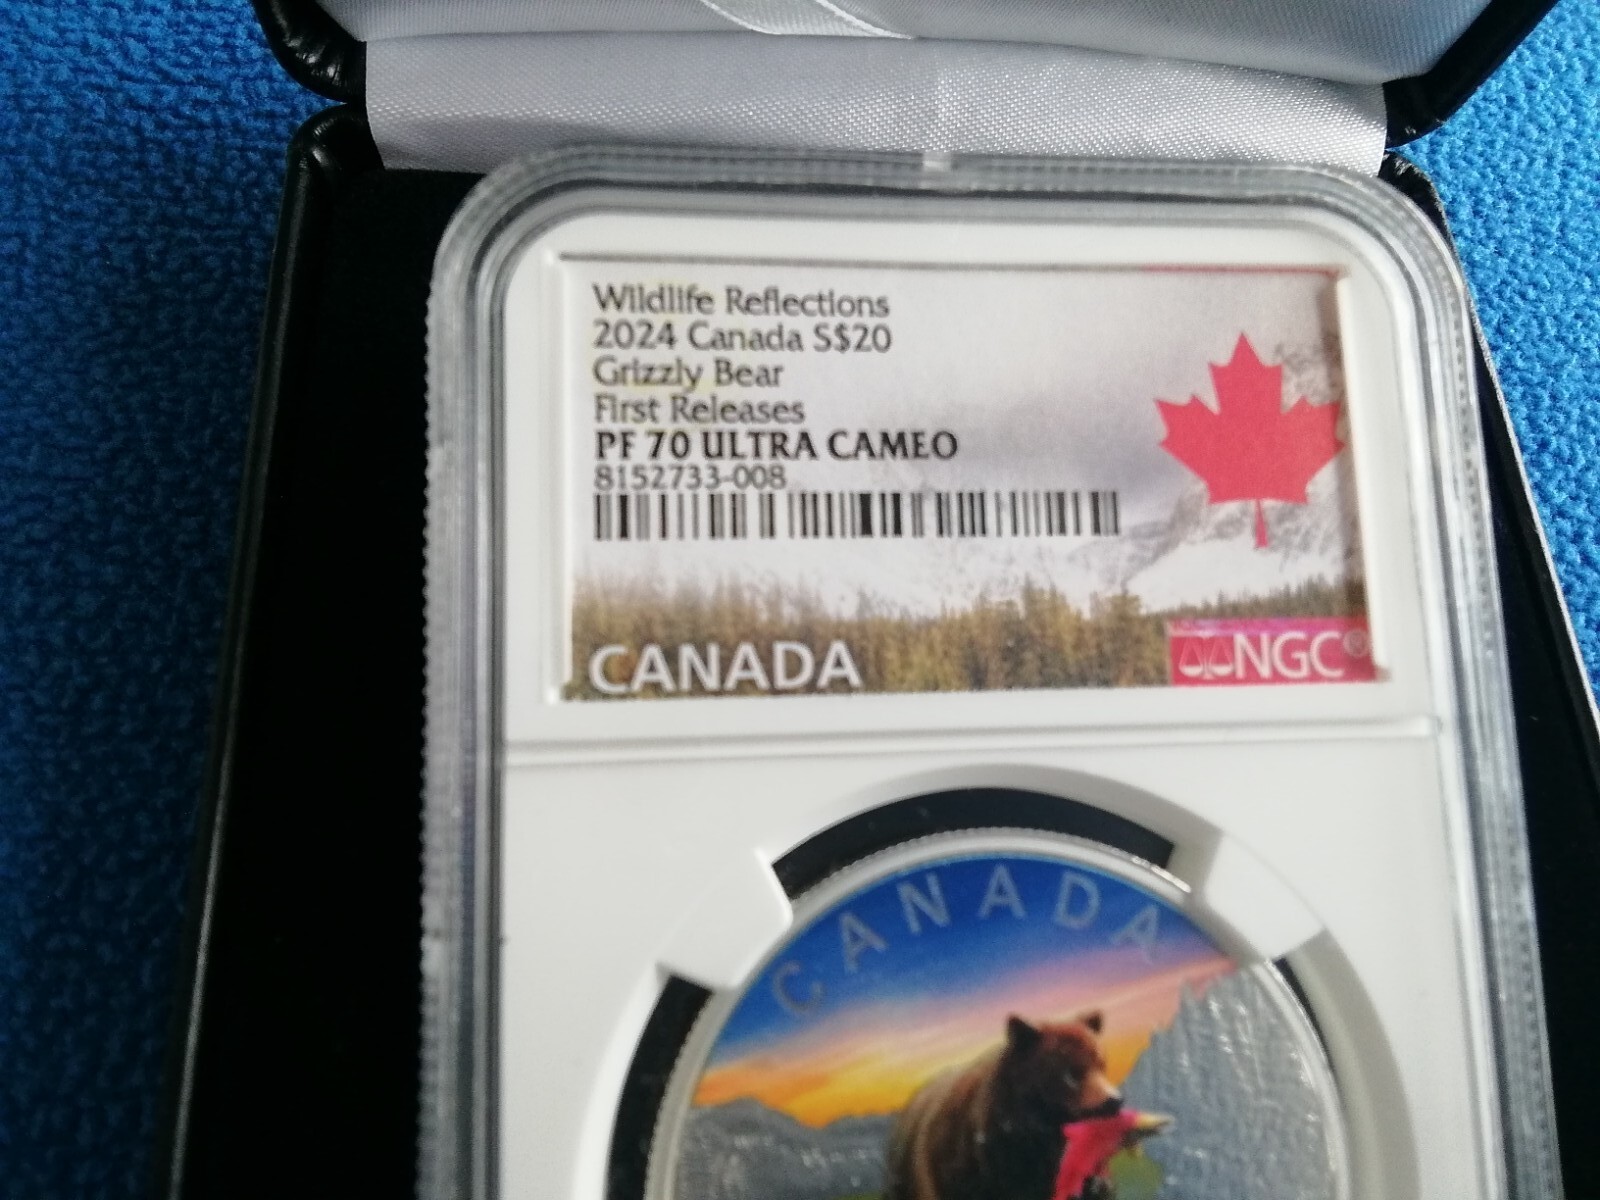 Wildlife Reflections
2024 Canada S$20
Grizzly Bear
First Releases
PF 70 ULTRA CAMEO
8152733-008
CANADA
NGC®
CANADA